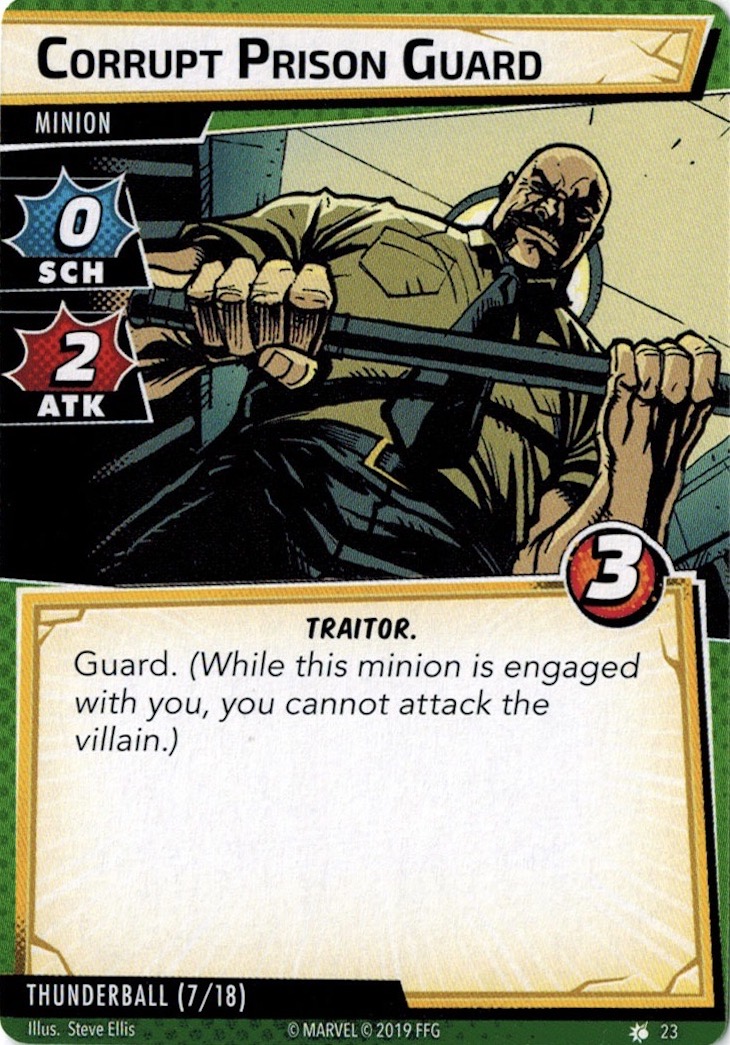 CORRUPT PRISON GUARD
MINION
0
SCH
2
ATK
3
TRAITOR.
Guard. (While this minion is engaged
with you, you cannot attack the
villain.)
THUNDERBALL (7/18)
Illus. Steve Ellis © MARVEL © 2019 FFG 23